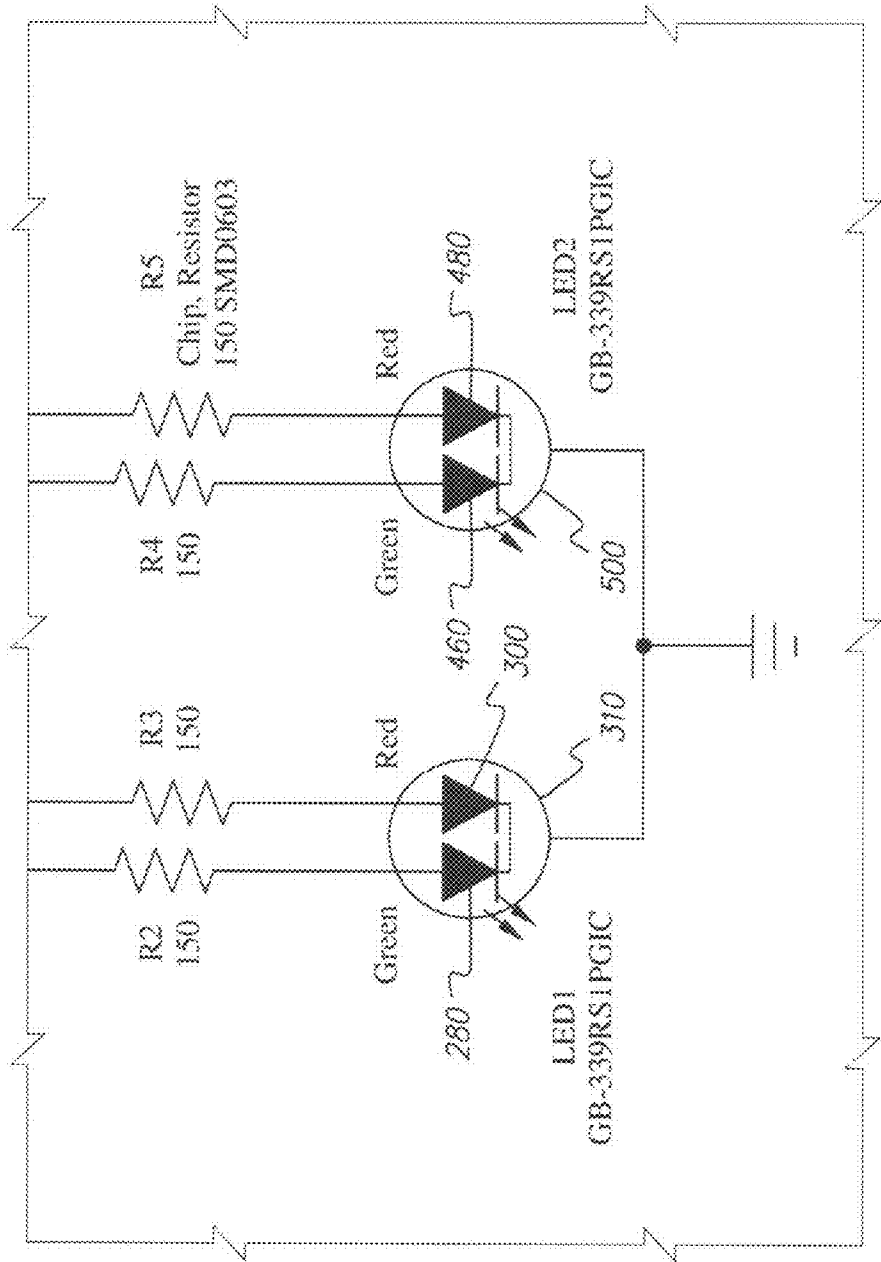 R2
150
R3
150
R4
150
R5
Chip. Resistor
150 SMD0603
Green
Red
Green
Red
280
300
460
480
LED1
GB-339RS1PGIC
310
500
LED2
GB-339RS1PGIC